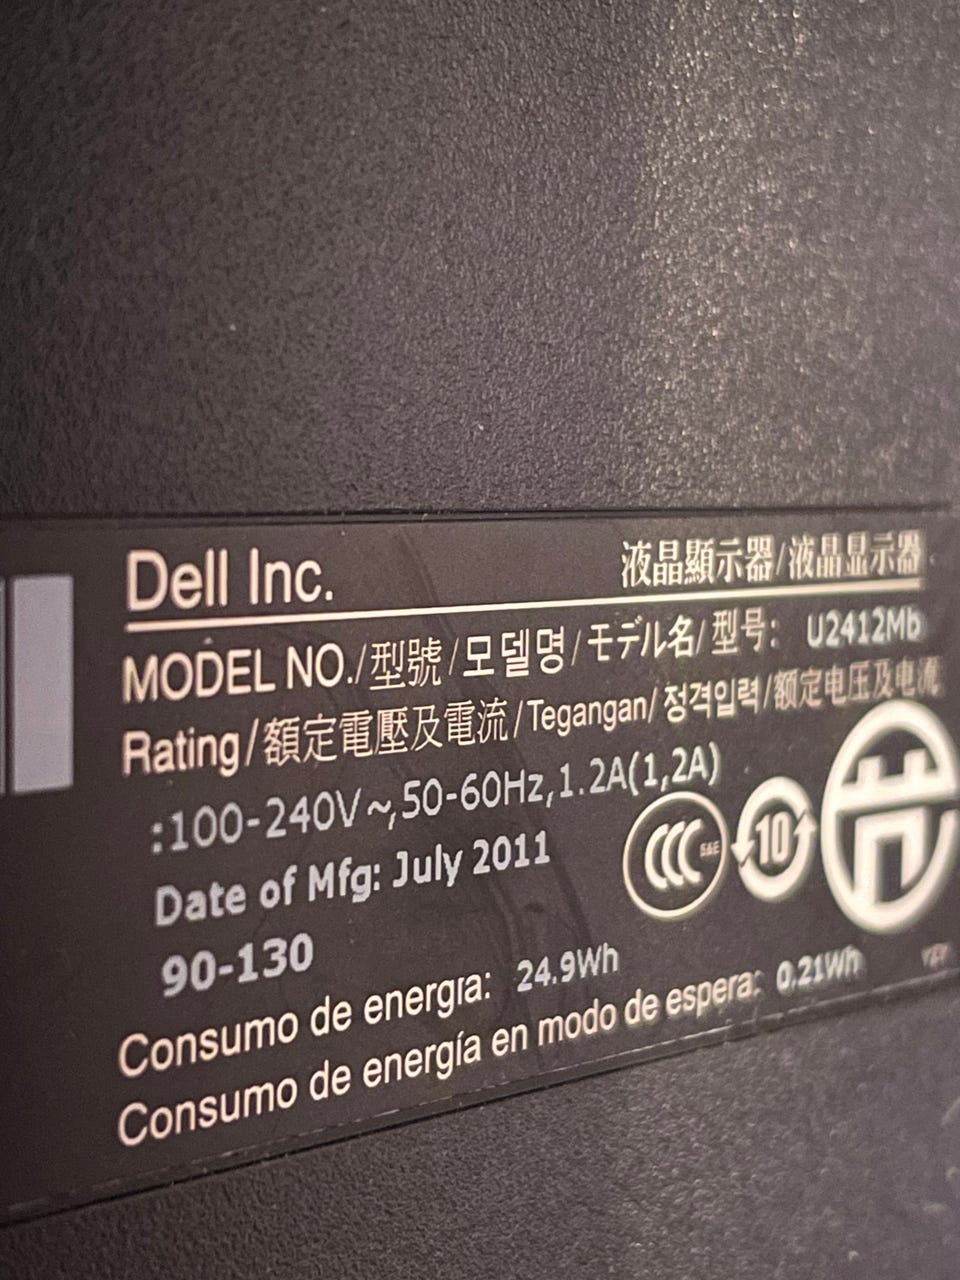 Dell Inc. 液晶顯示器/液晶显示器
MODEL NO./型號/모델명/モデル名/型号: U2412Mb
Rating/額定電壓及電流/Tegangan/정격입력/额定电压及电流
:100-240V~,50-60Hz,1.2A(1,2A)
Date of Mfg: July 2011
CCC S&E 10
90-130
Consumo de energıa: 24.9Wh
Consumo de energía en modo de espera: 0.21Wh